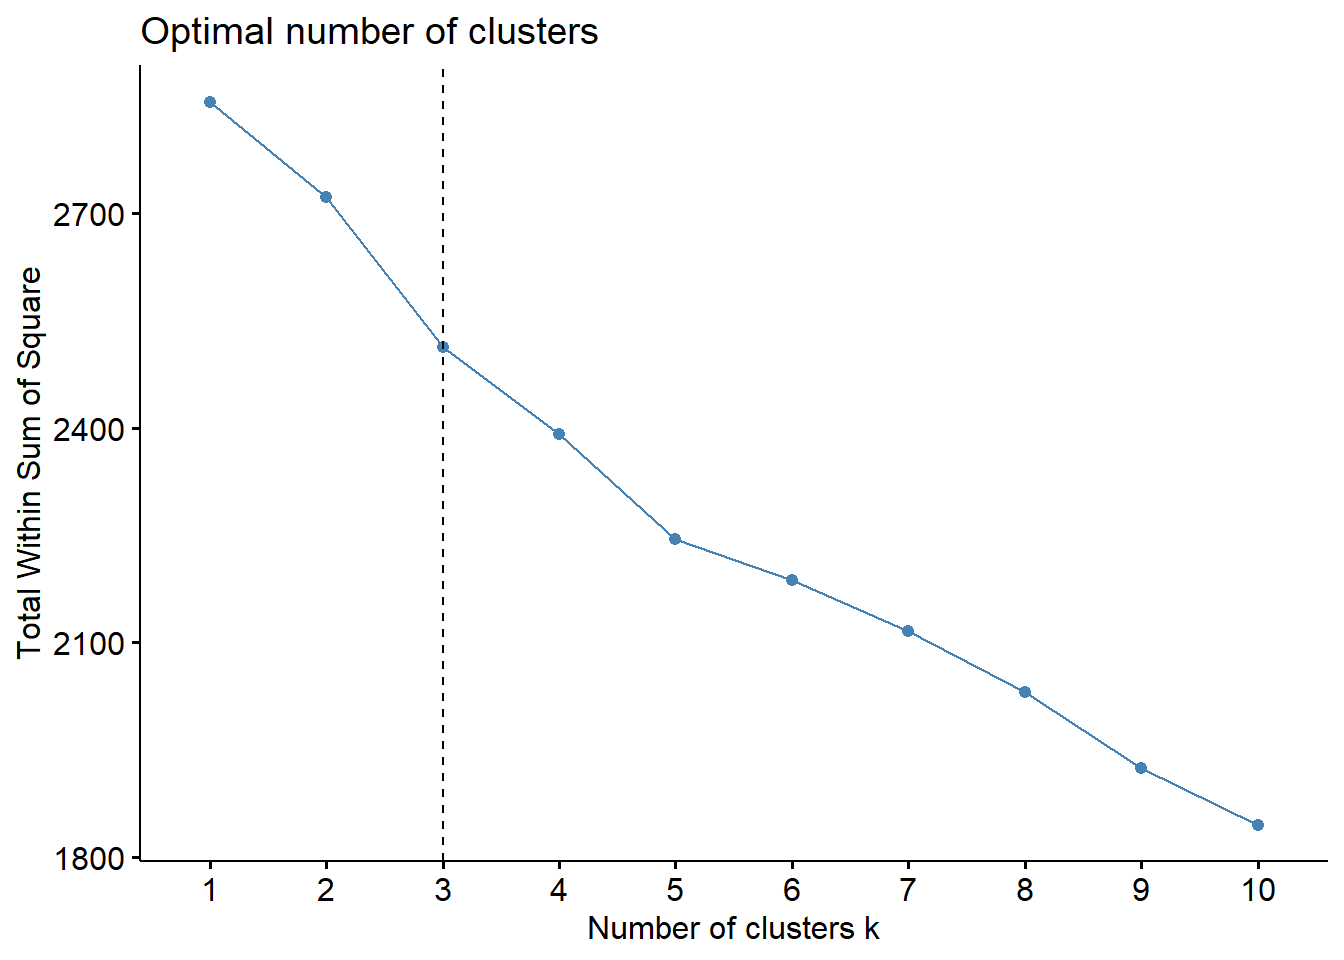 Optimal number of clusters
Total Within Sum of Square
2700
2400
2100
1800
1 2 3 4 5 6 7 8 9 10
Number of clusters k